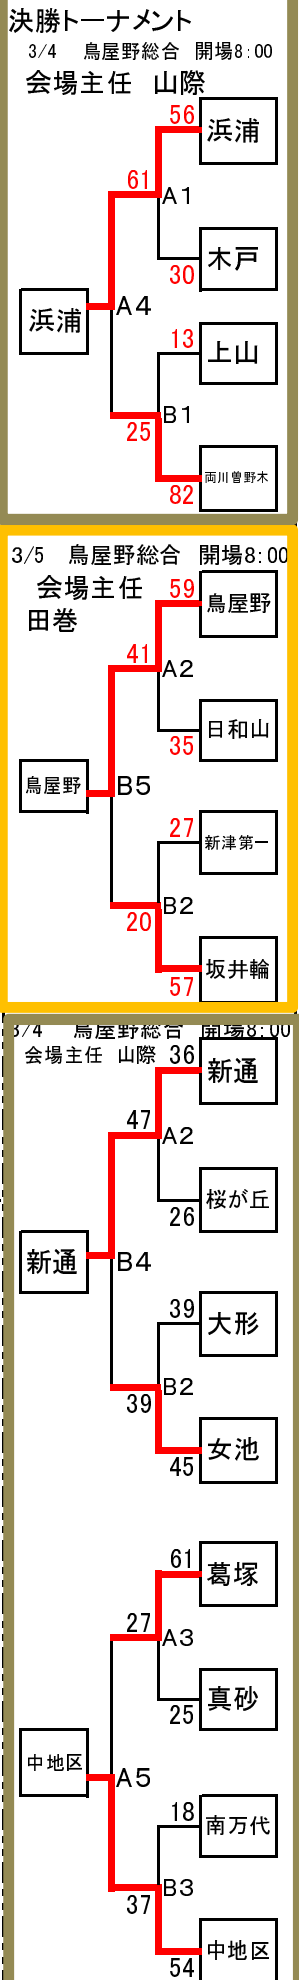 決勝トーナメント
3/4 鳥屋野総合 開場8:00
会場主任 山際
56
浜浦
61
A1
木戸
30
浜浦
A4
13
上山
B1
25
両川曽野木
82
3/5 鳥屋野総合 開場8:00
会場主任
田巻
59
鳥屋野
41
A2
日和山
35
鳥屋野
B5
27
新津第一
B2
20
坂井輪
57
3/4 鳥屋野総合 開場8:00
会場主任 山際
36
新通
47
A2
桜が丘
26
新通
B4
39
大形
B2
39
女池
45
61
葛塚
27
A3
真砂
25
中地区
A5
18
南万代
B3
37
中地区
54